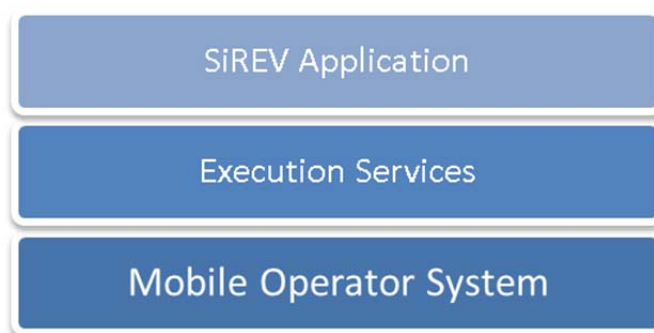 SiREV Application
Execution Services
Mobile Operator System